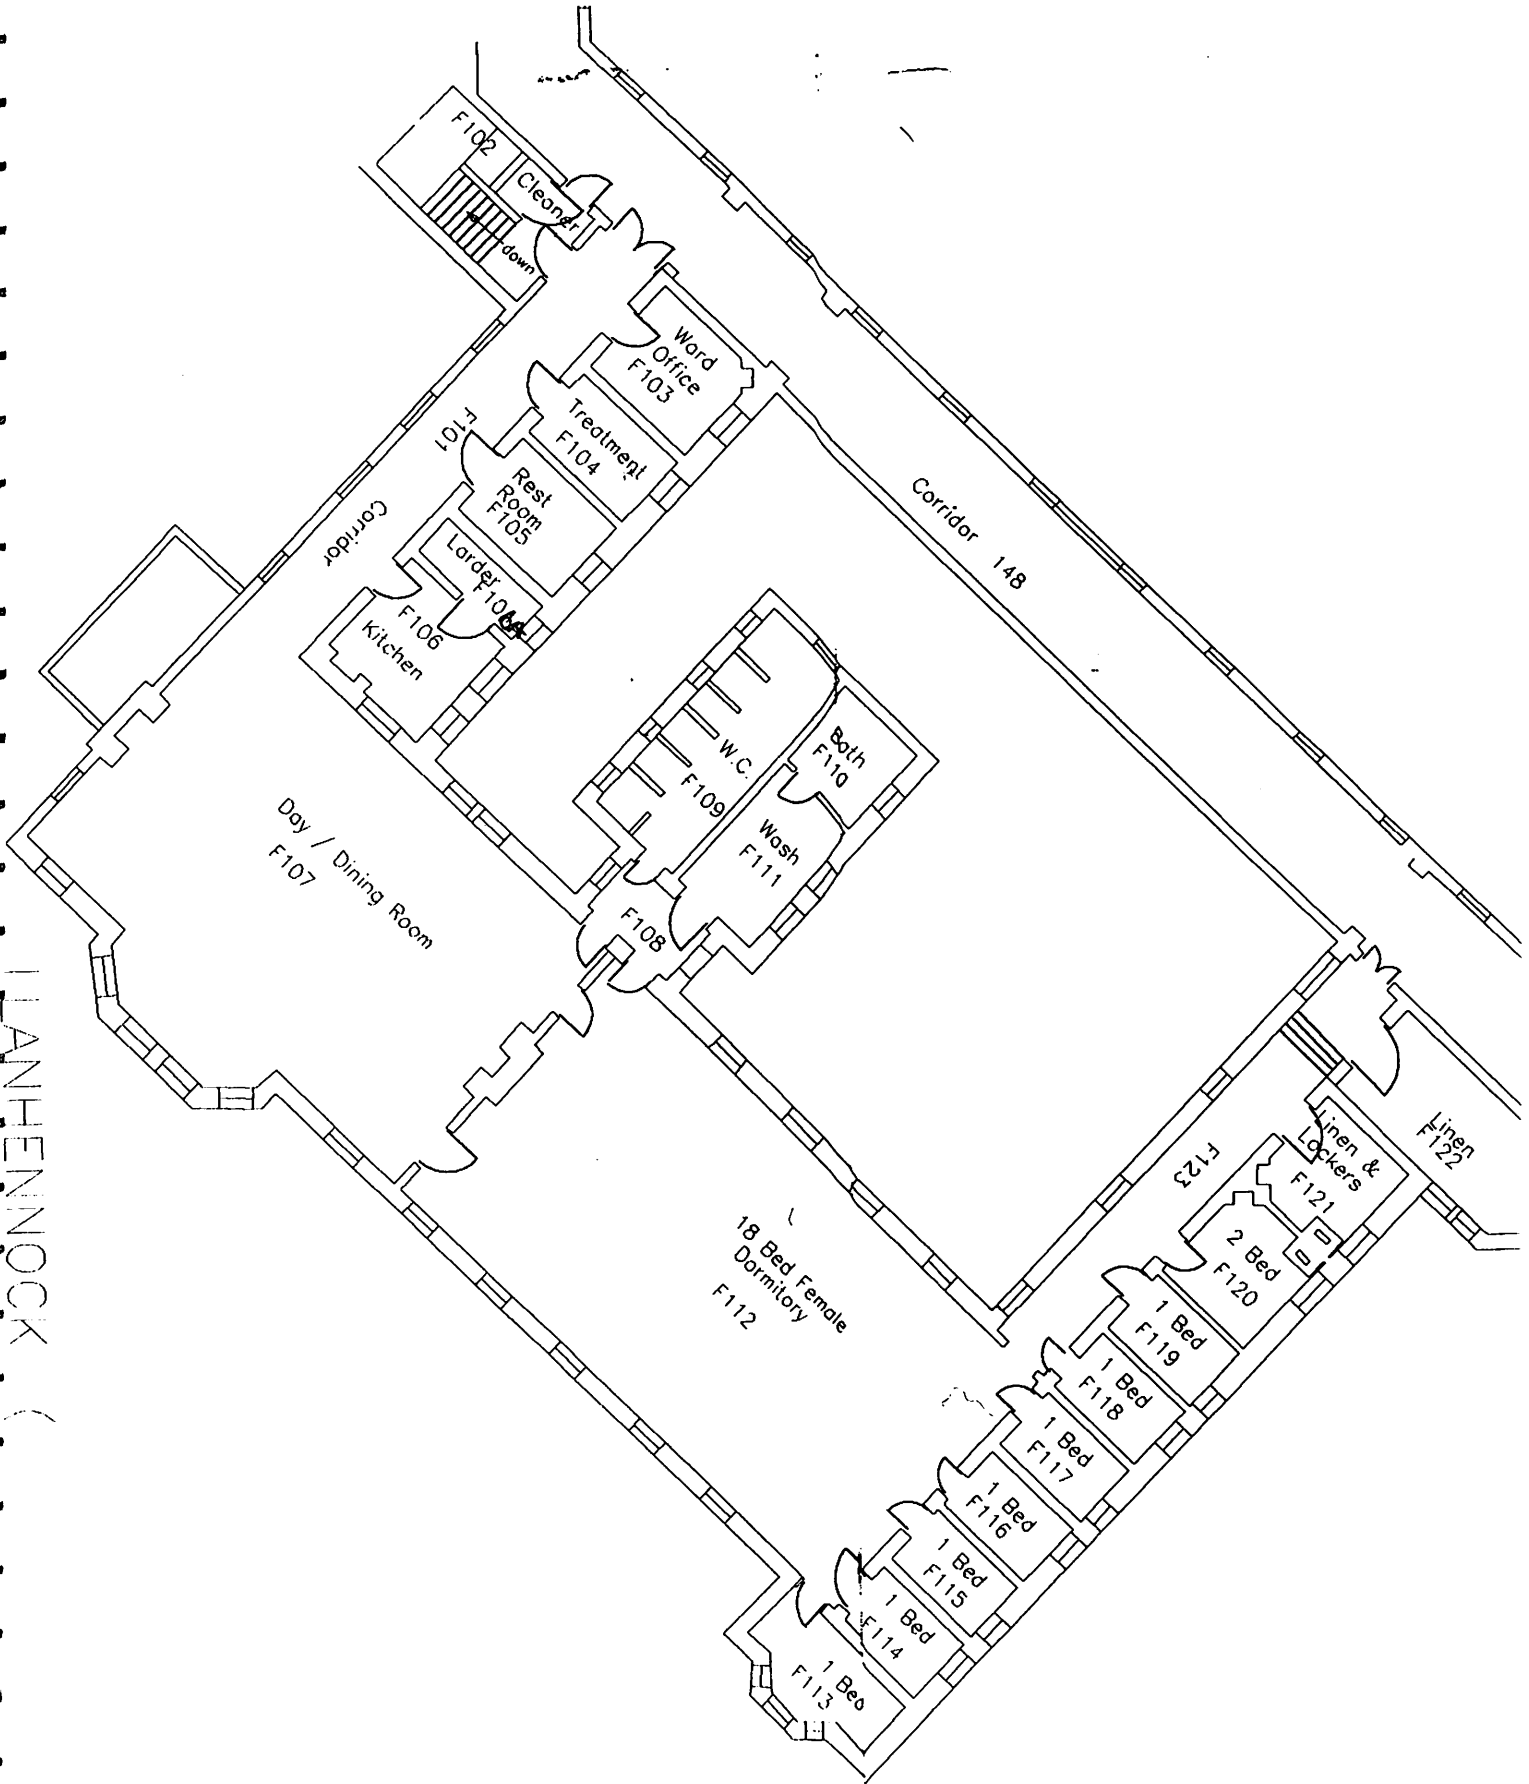 F102
Cleaner
down
Ward
Office
F103
Treatment
F104
F101
Rest
Room
F105
Corridor
Larder
F106A
F106
Kitchen
Corridor 148
W.C.
F109
Bath
F110
Wash
F111
F108
Day / Dining Room
F107
18 Bed Female
Dormitory
F112
F123
Linen
F122
Linen &
Lockers
F121
2 Bed
F120
1 Bed
F119
1 Bed
F118
1 Bed
F117
1 Bed
F116
1 Bed
F115
1 Bed
F114
1 Bed
F113
LLANHENNOCK (